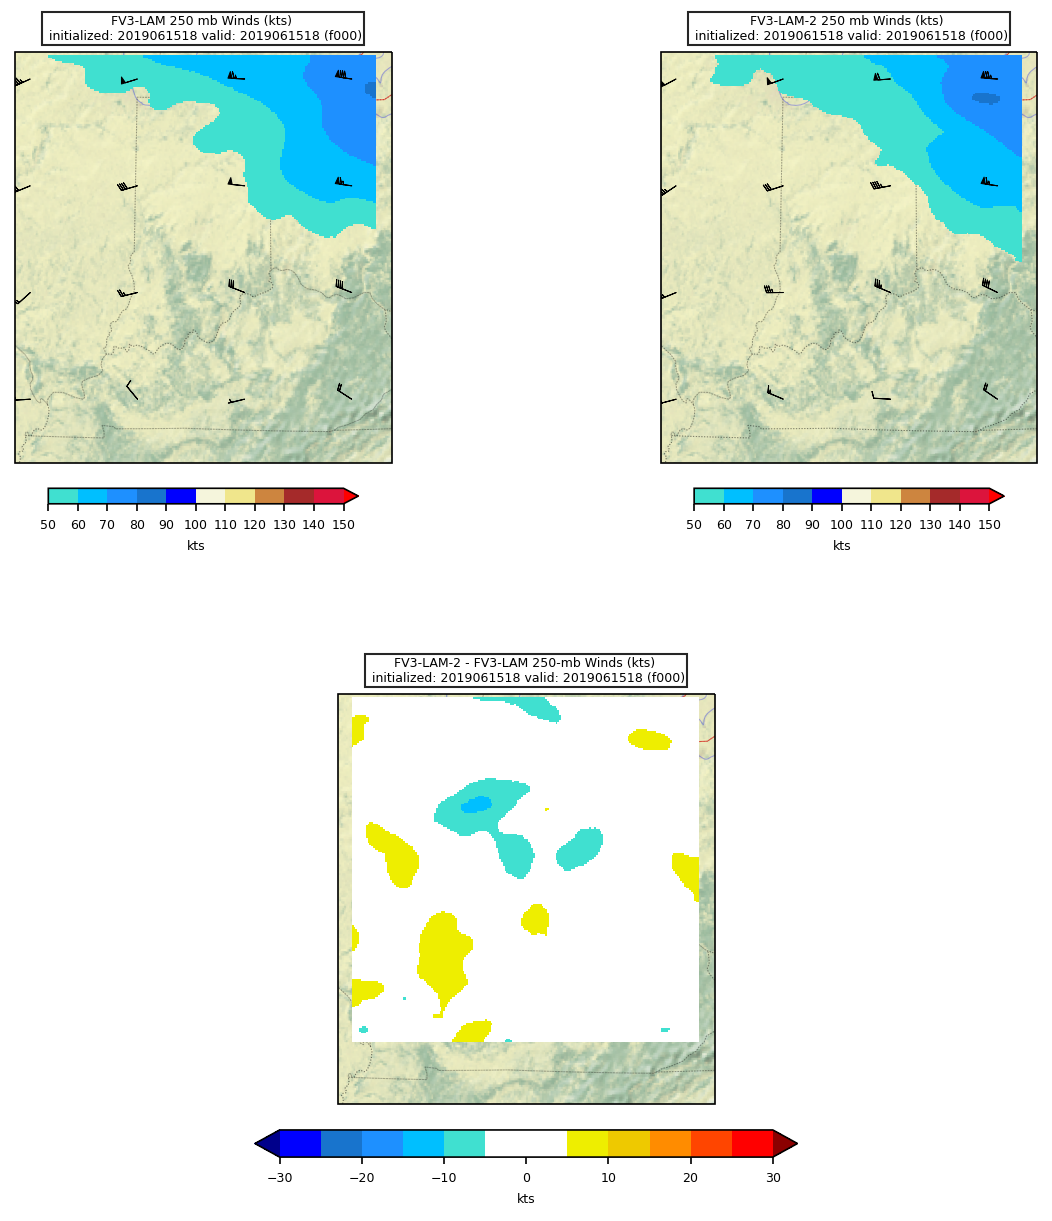 FV3-LAM 250 mb Winds (kts)
initialized: 2019061518 valid: 2019061518 (f000)
FV3-LAM-2 250 mb Winds (kts)
initialized: 2019061518 valid: 2019061518 (f000)
50 60 70 80 90 100 110 120 130 140 150
kts
50 60 70 80 90 100 110 120 130 140 150
kts
FV3-LAM-2 - FV3-LAM 250-mb Winds (kts)
initialized: 2019061518 valid: 2019061518 (f000)
−30 −20 −10 0 10 20 30
kts